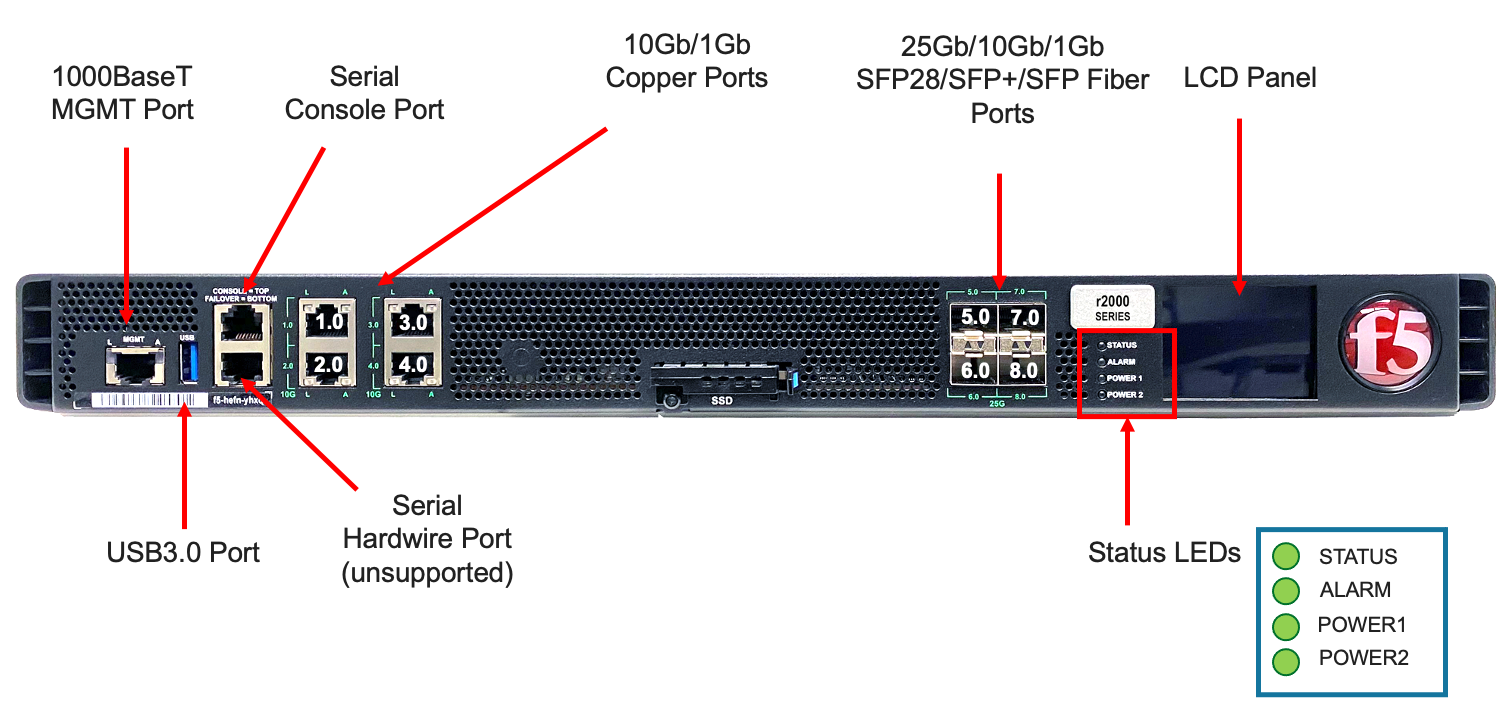 1000BaseT
MGMT Port
Serial
Console Port
10Gb/1Gb
Copper Ports
25Gb/10Gb/1Gb
SFP28/SFP+/SFP Fiber
Ports
LCD Panel
CONSOLE = TOP
FAILOVER = BOTTOM
L MGMT A
USB
L A
L A
1.0 1.0
3.0 3.0
2.0 2.0
4.0 4.0
10G L A
10G L A
SSD
5.0 7.0
5.0 7.0
6.0 8.0
6.0 25G 8.0
r2000
SERIES
STATUS
ALARM
POWER 1
POWER 2
f5
USB3.0 Port
Serial
Hardwire Port
(unsupported)
Status LEDs
STATUS
ALARM
POWER1
POWER2